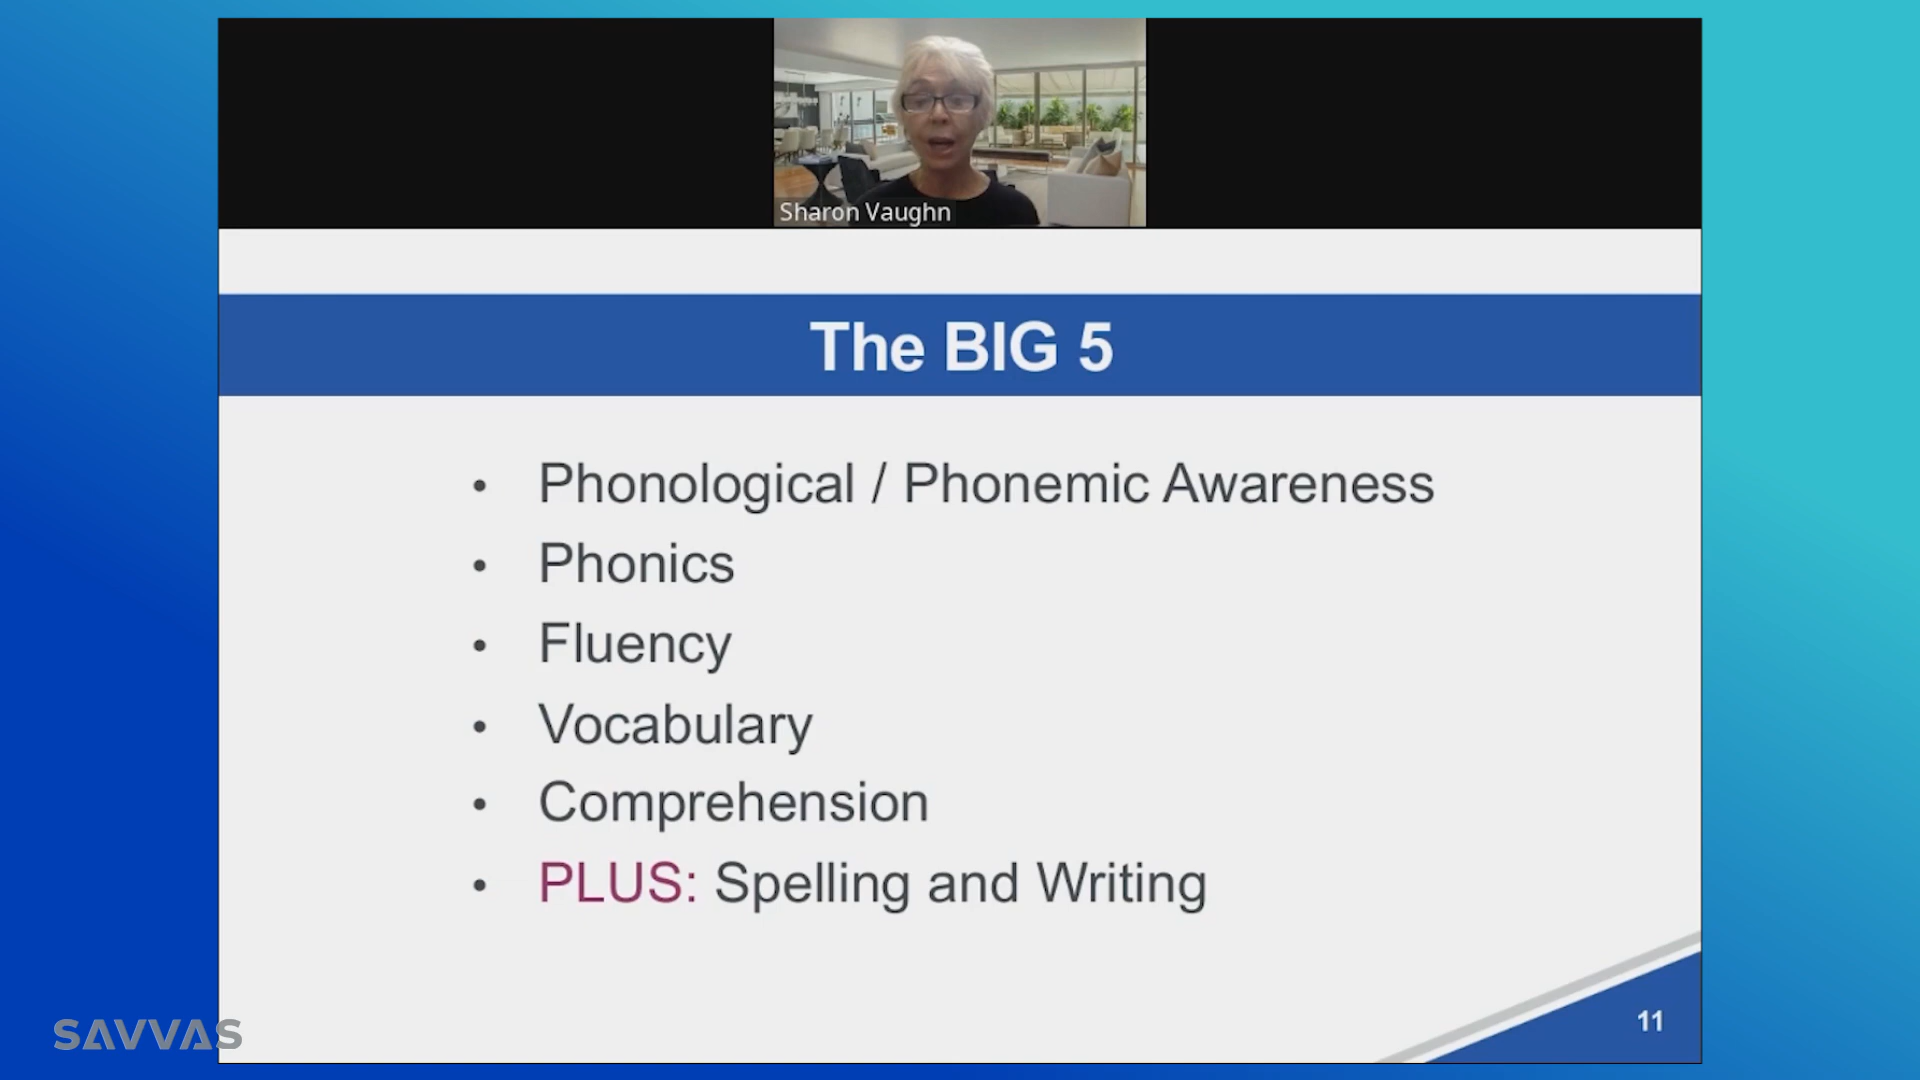 Sharon Vaughn
The BIG 5
• Phonological / Phonemic Awareness
• Phonics
• Fluency
• Vocabulary
• Comprehension
• PLUS: Spelling and Writing
SAVVAS
11